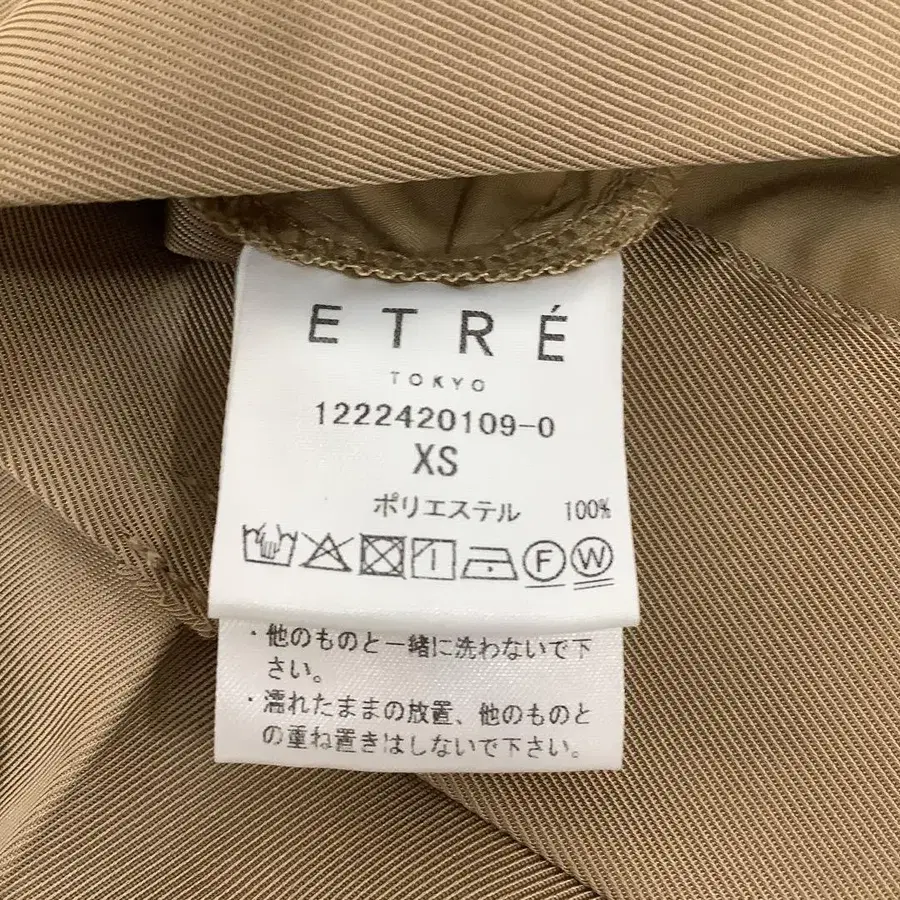 ETRÉ
TOKYO
1222420109-0
XS
ポリエステル 100%
F W
・他のものと一緒に洗わないで下
さい。
・濡れたままの放置、他のものと
の重ね置きはしないで下さい。